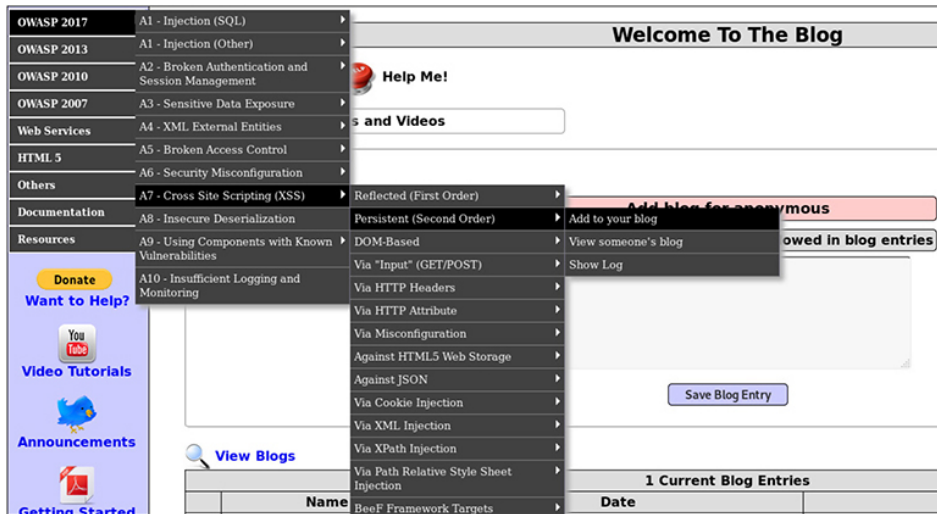 OWASP 2017
OWASP 2013
OWASP 2010
OWASP 2007
Web Services
HTML 5
Others
Documentation
Resources
Donate
Want to Help?
You
Tube
Video Tutorials
Announcements
Getting Started
A1 - Injection (SQL)
A1 - Injection (Other)
A2 - Broken Authentication and
Session Management
A3 - Sensitive Data Exposure
A4 - XML External Entities
A5 - Broken Access Control
A6 - Security Misconfiguration
A7 - Cross Site Scripting (XSS)
A8 - Insecure Deserialization
A9 - Using Components with Known
Vulnerabilities
A10 - Insufficient Logging and
Monitoring
Reflected (First Order)
Persistent (Second Order)
DOM-Based
Via "Input" (GET/POST)
Via HTTP Headers
Via HTTP Attribute
Via Misconfiguration
Against HTML5 Web Storage
Against JSON
Via Cookie Injection
Via XML Injection
Via XPath Injection
Via Path Relative Style Sheet
Injection
BeeF Framework Targets
Add to your blog
View someone's blog
Show Log
Welcome To The Blog
Help Me!
s and Videos
Add blog for anonymous
owed in blog entries
Save Blog Entry
View Blogs
1 Current Blog Entries
Name
Date